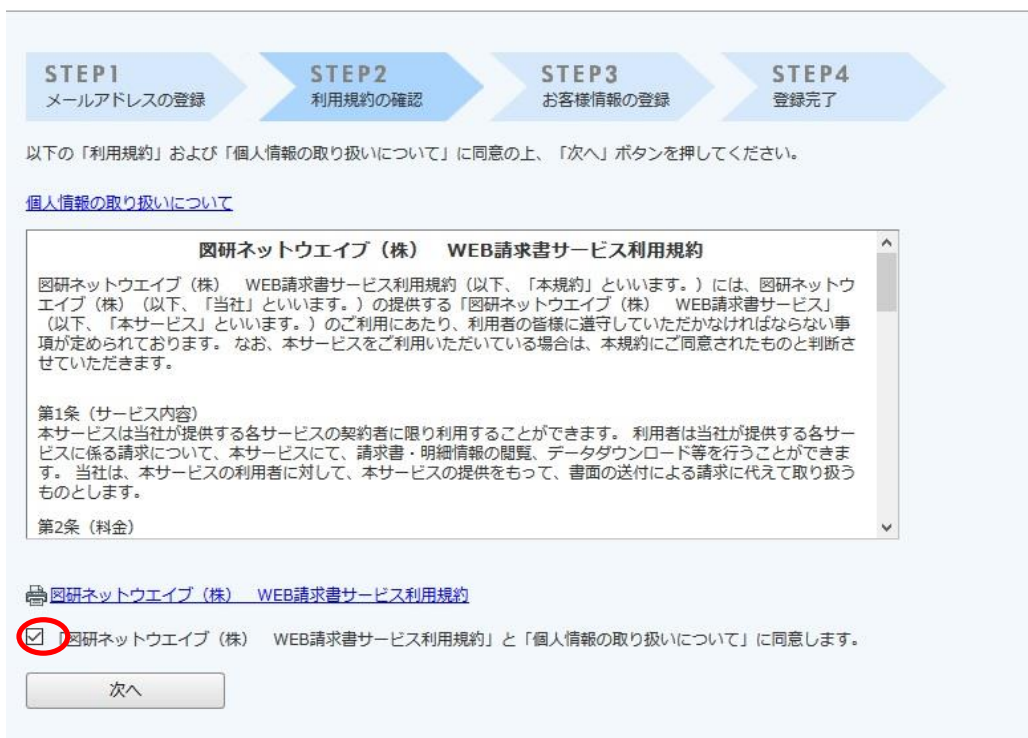 STEP1 STEP2 STEP3 STEP4
メールアドレスの登録 利用規約の確認 お客様情報の登録 登録完了
以下の「利用規約」および「個人情報の取り扱いについて」に同意の上、「次へ」ボタンを押してください。
個人情報の取り扱いについて
図研ネットウエイブ（株）　WEB請求書サービス利用規約
図研ネットウエイブ（株）　WEB請求書サービス利用規約（以下、「本規約」といいます。）には、図研ネットウ
エイブ（株）（以下、「当社」といいます。）の提供する「図研ネットウエイブ（株）　WEB請求書サービス」
（以下、「本サービス」といいます。）のご利用にあたり、利用者の皆様に遵守していただかなければならない事
項が定められております。 なお、本サービスをご利用いただいている場合は、本規約にご同意されたものと判断さ
せていただきます。
第1条（サービス内容）
本サービスは当社が提供する各サービスの契約者に限り利用することができます。 利用者は当社が提供する各サー
ビスに係る請求について、本サービスにて、請求書・明細情報の閲覧、データダウンロード等を行うことができま
す。 当社は、本サービスの利用者に対して、本サービスの提供をもって、書面の送付による請求に代えて取り扱う
ものとします。
第2条（料金）
図研ネットウエイブ（株）　WEB請求書サービス利用規約
「図研ネットウエイブ（株）　WEB請求書サービス利用規約」と「個人情報の取り扱いについて」に同意します。
次へ